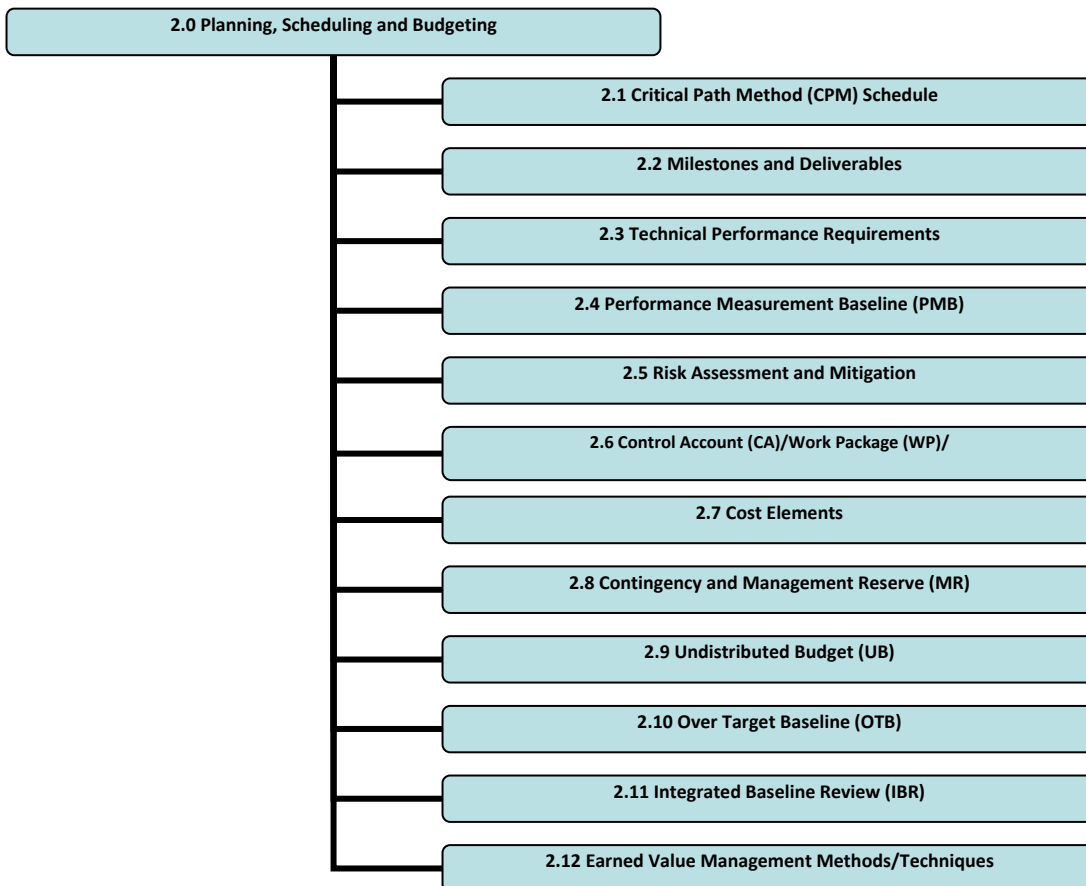 2.0 Planning, Scheduling and Budgeting
2.1 Critical Path Method (CPM) Schedule
2.2 Milestones and Deliverables
2.3 Technical Performance Requirements
2.4 Performance Measurement Baseline (PMB)
2.5 Risk Assessment and Mitigation
2.6 Control Account (CA)/Work Package (WP)/
2.7 Cost Elements
2.8 Contingency and Management Reserve (MR)
2.9 Undistributed Budget (UB)
2.10 Over Target Baseline (OTB)
2.11 Integrated Baseline Review (IBR)
2.12 Earned Value Management Methods/Techniques